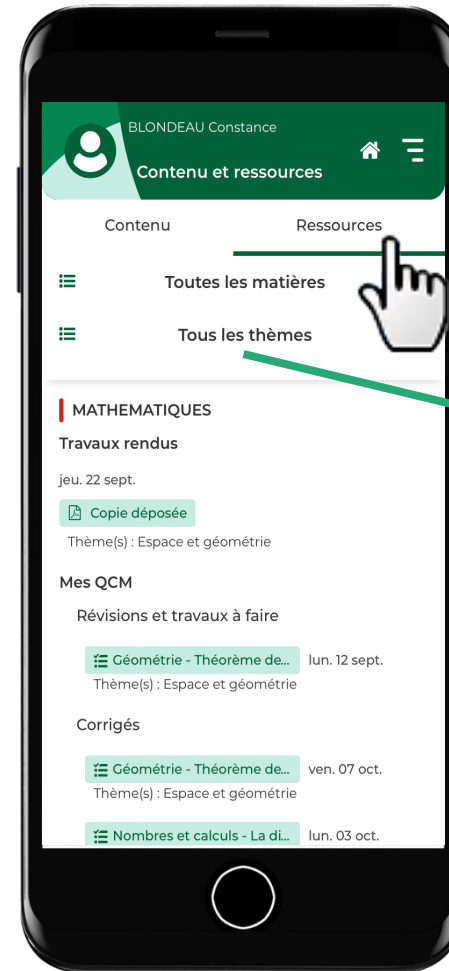 BLONDEAU Constance
Contenu et ressources
Contenu Ressources
Toutes les matières
Tous les thèmes
MATHEMATIQUES
Travaux rendus
jeu. 22 sept.
Copie déposée
Thème(s) : Espace et géométrie
Mes QCM
Révisions et travaux à faire
Géométrie - Théorème de... lun. 12 sept.
Thème(s) : Espace et géométrie
Corrigés
Géométrie - Théorème de... ven. 07 oct.
Thème(s) : Espace et géométrie
Nombres et calculs - La di... lun. 03 oct.